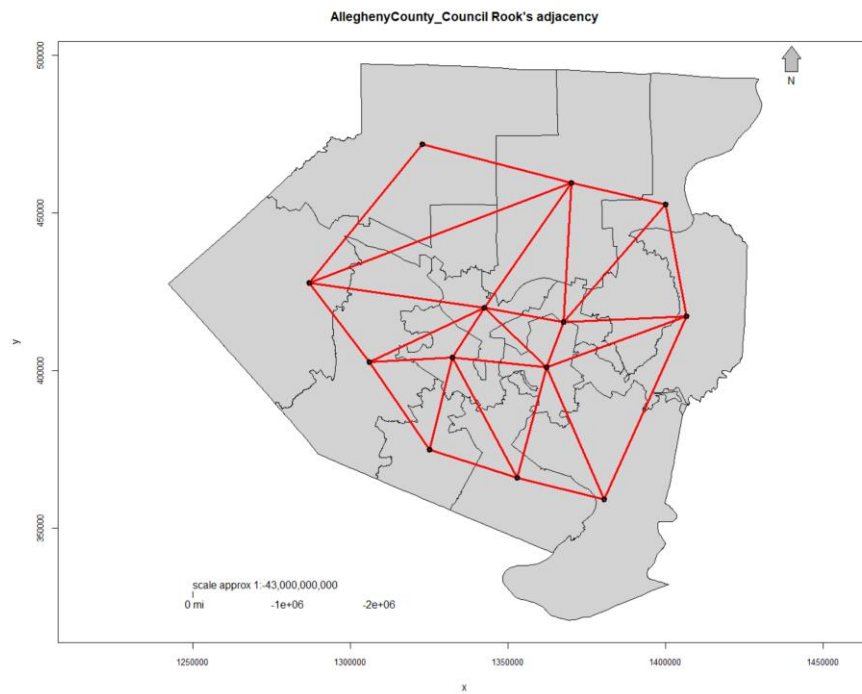 AlleghenyCounty_Council Rook's adjacency
N
500000
450000
y
400000
350000
scale approx 1:-43,000,000,000
0 mi -1e+06 -2e+06
1250000 1300000 1350000 1400000 1450000
x